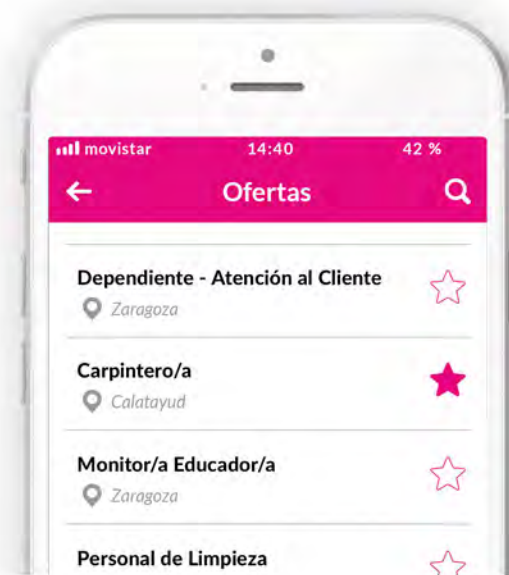 movistar 14:40 42 %
Ofertas
Dependiente - Atención al Cliente
Zaragoza
Carpintero/a
Calatayud
Monitor/a Educador/a
Zaragoza
Personal de Limpieza